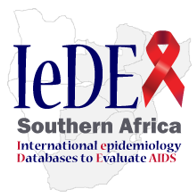 IeDEA
Southern Africa
International epidemiology
Databases to Evaluate AIDS